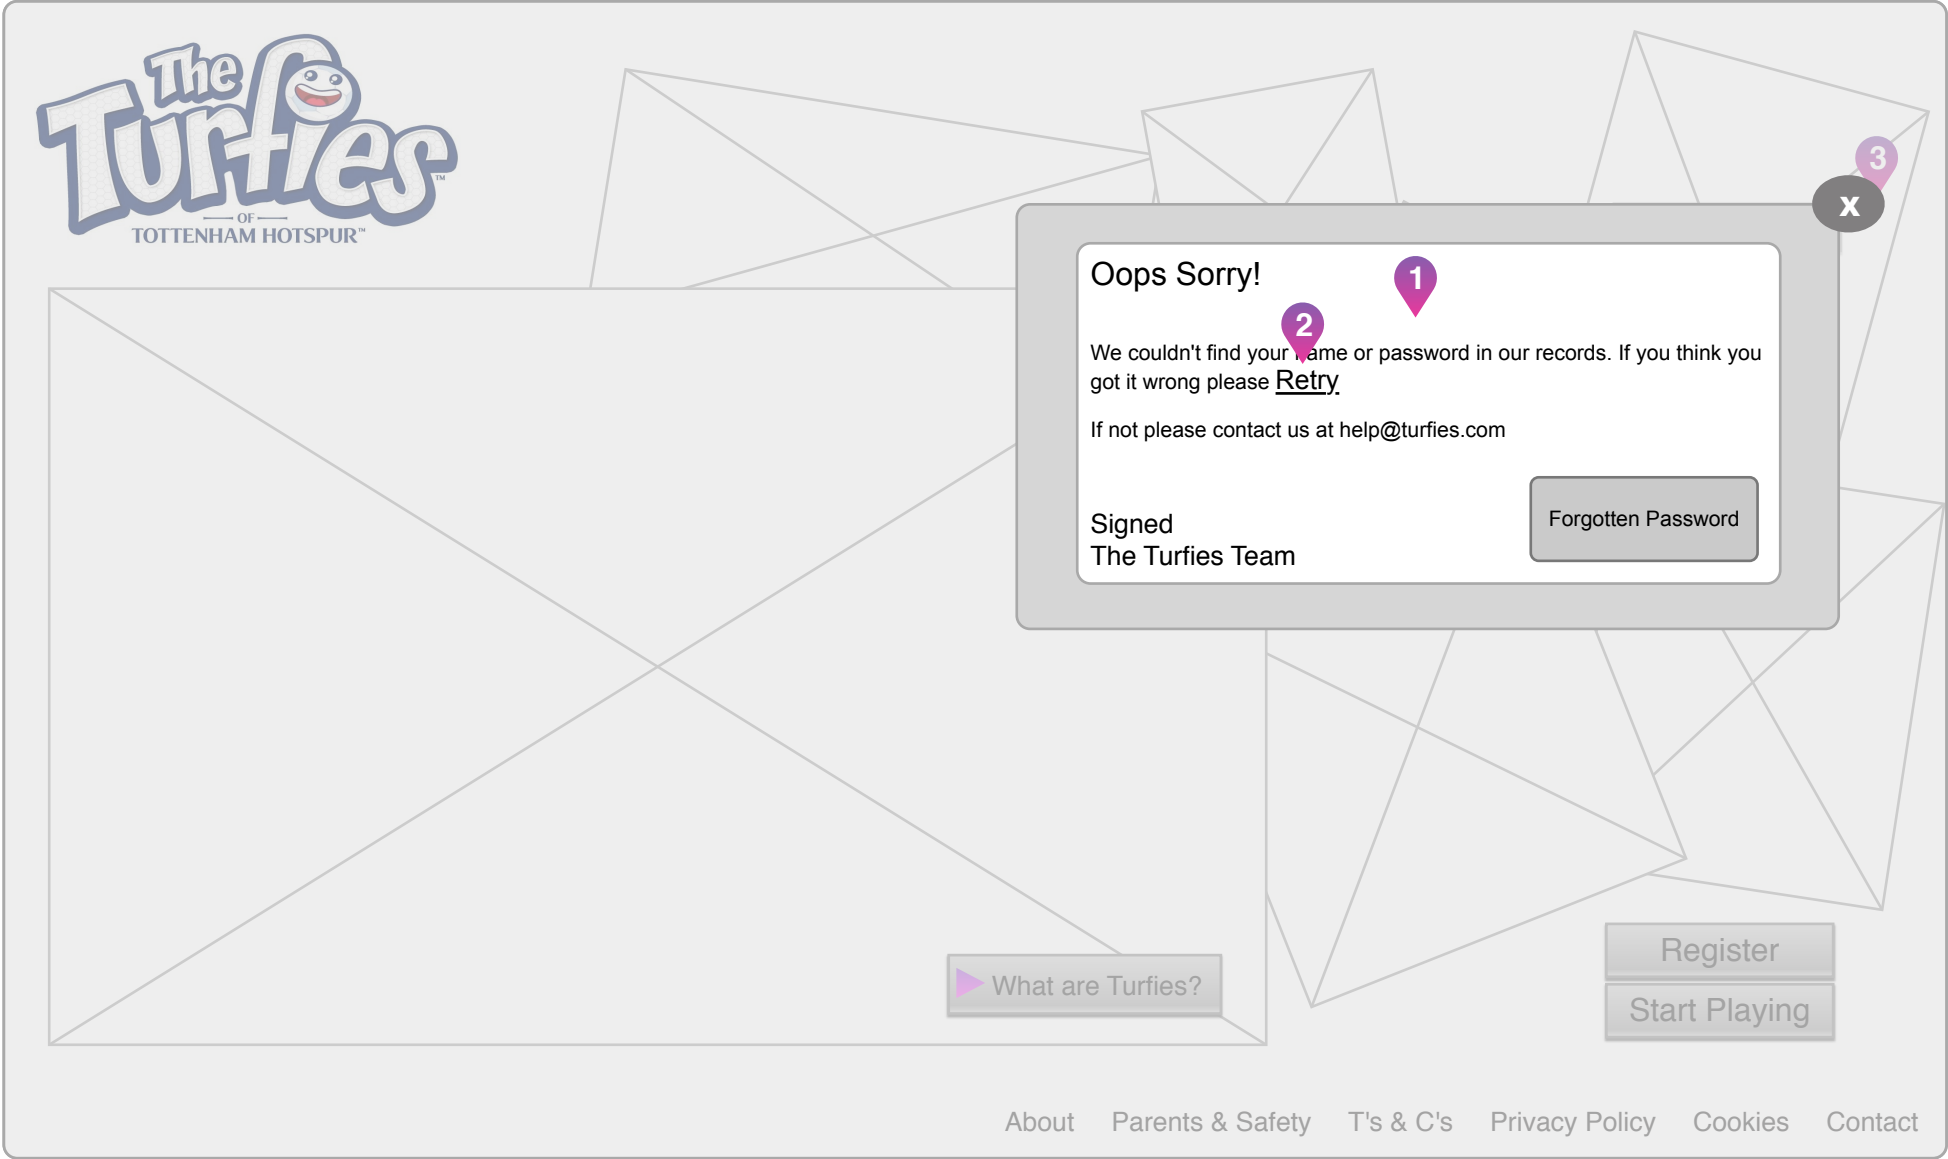 The
Turfies™
OF
TOTTENHAM HOTSPUR™
3
x
Oops Sorry!
1
2
We couldn't find your name or password in our records. If you think you
got it wrong please Retry
If not please contact us at help@turfies.com
Signed
The Turfies Team
Forgotten Password
What are Turfies?
Register
Start Playing
About Parents & Safety T's & C's Privacy Policy Cookies Contact